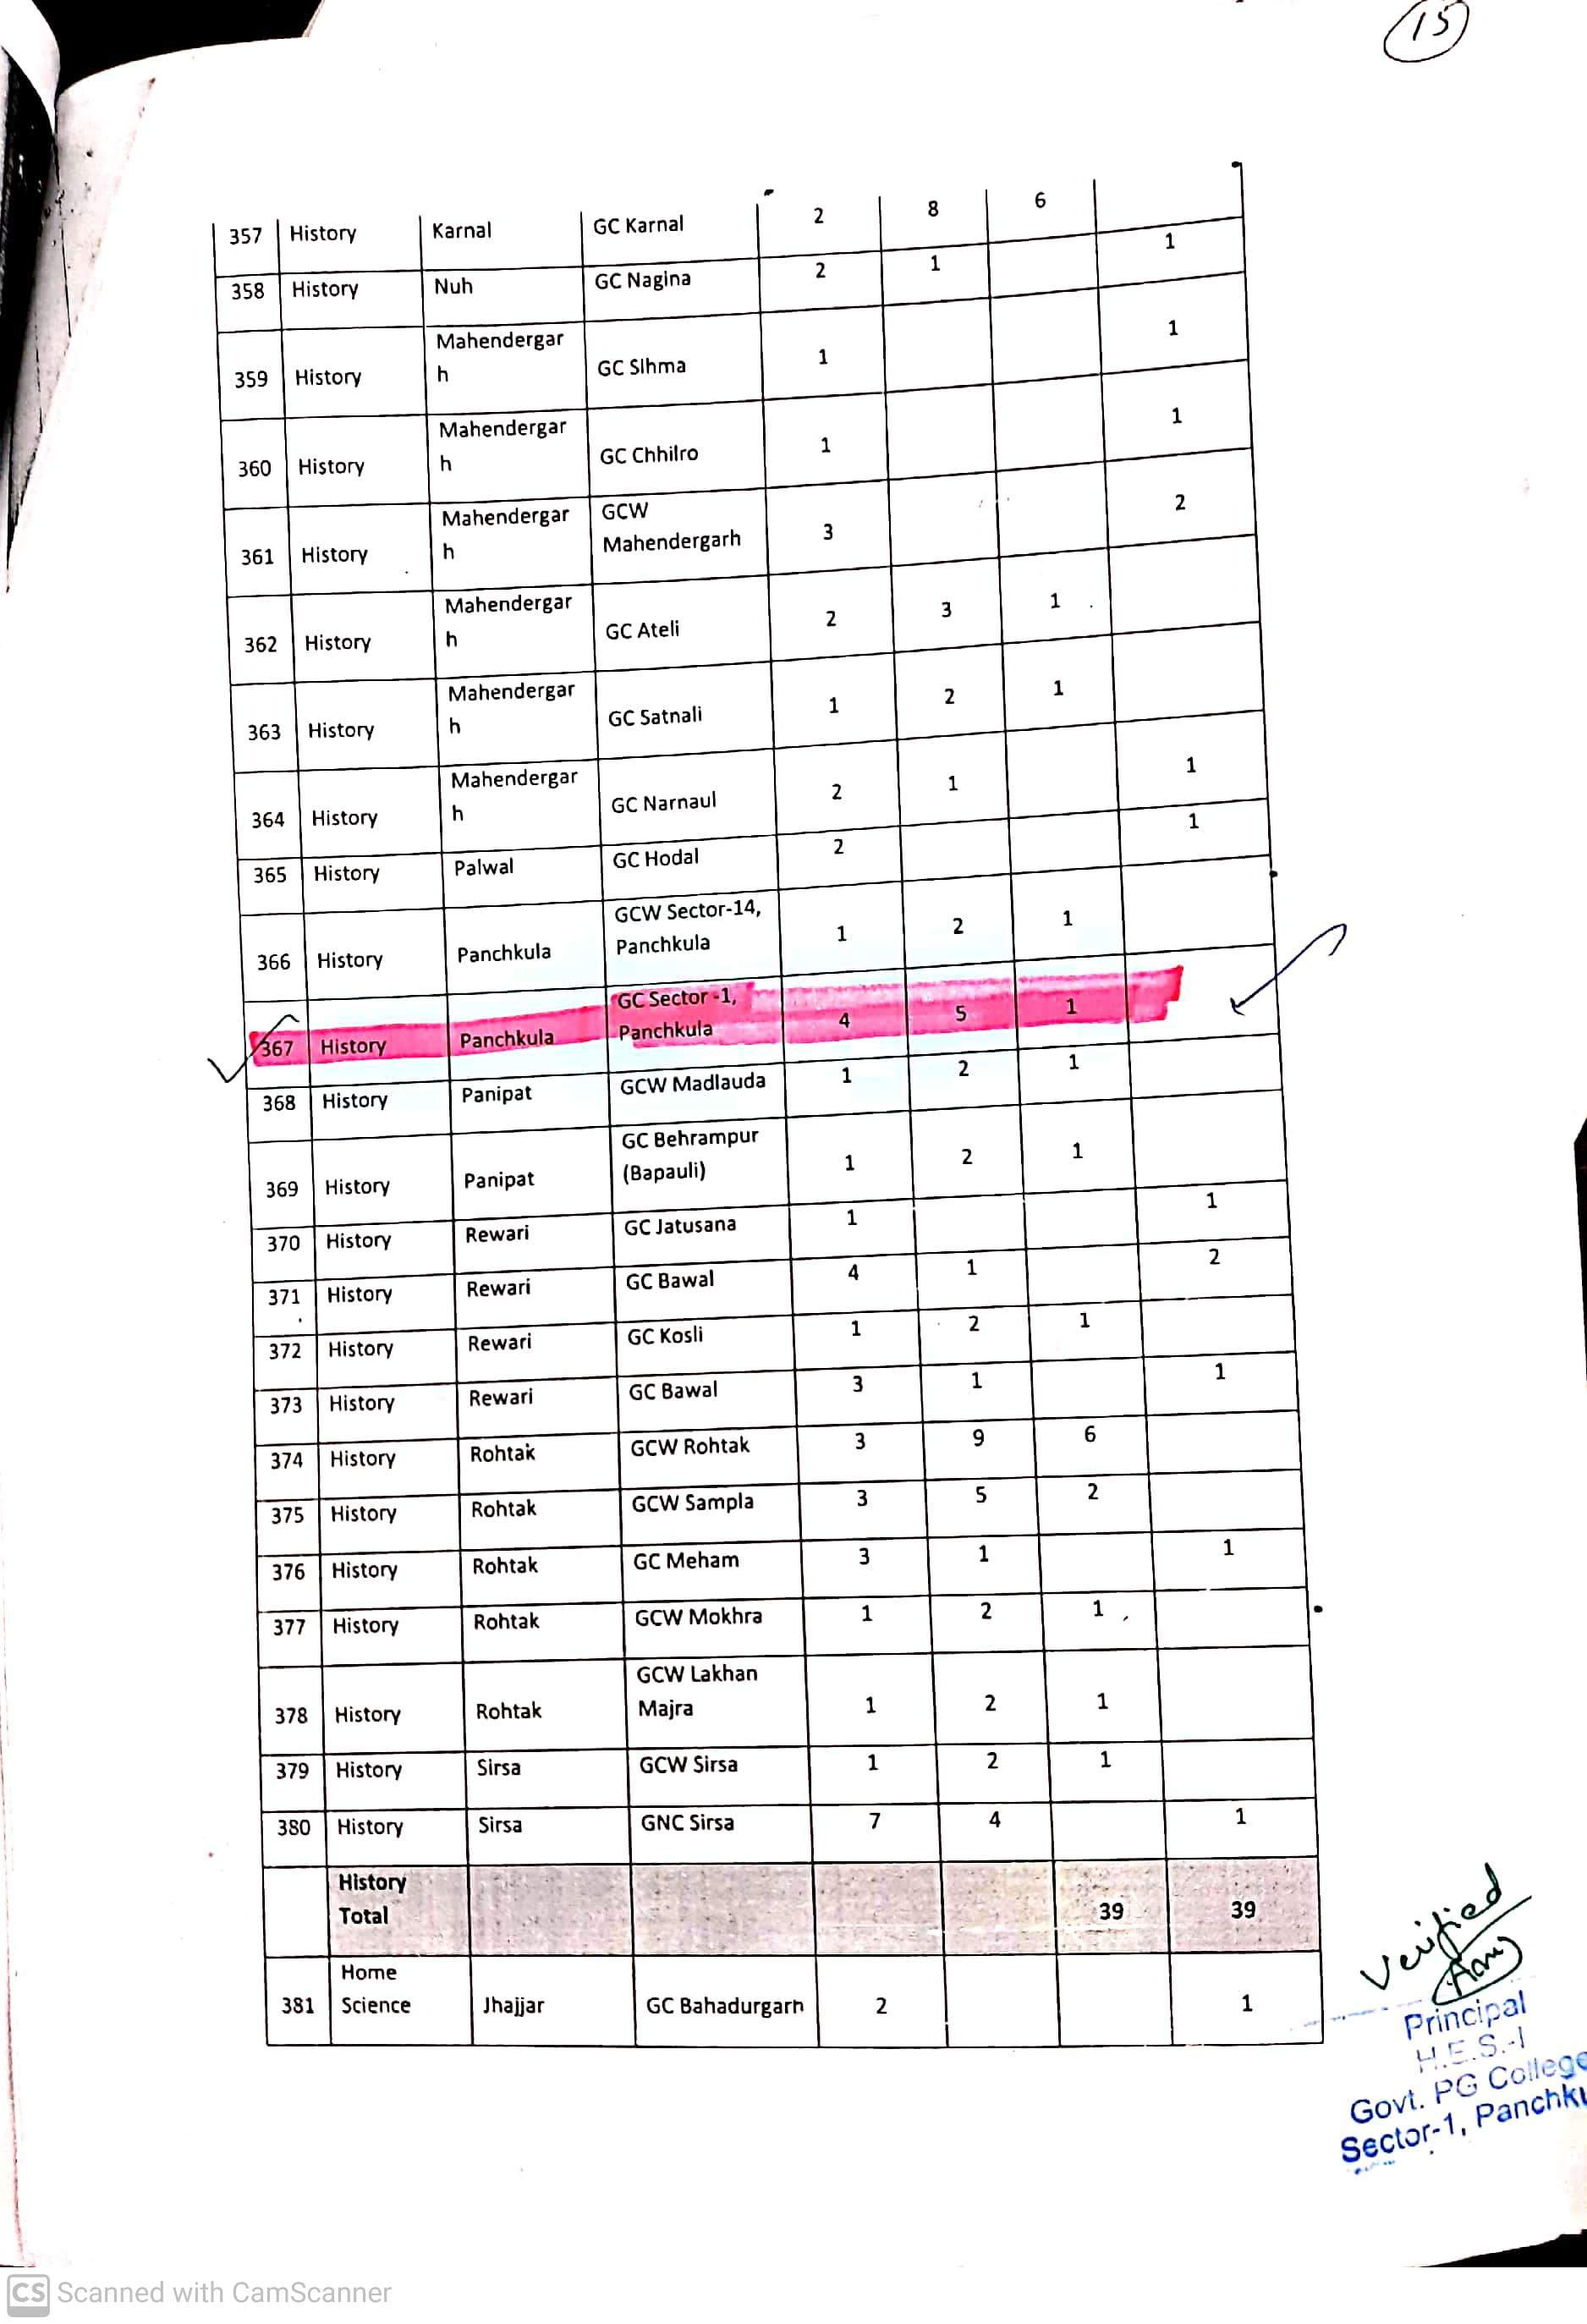 15
357 History Karnal GC Karnal 2 8 6
358 History Nuh GC Nagina 2 1 1
359 History Mahendergar
h GC Sihma 1 1
360 History Mahendergar
h GC Chhilro 1 1
361 History Mahendergar
h GCW
Mahendergarh 3 2
362 History Mahendergar
h GC Ateli 2 3 1
363 History Mahendergar
h GC Satnali 1 2 1
364 History Mahendergar
h GC Narnaul 2 1 1
365 History Palwal GC Hodal 2 1
366 History Panchkula GCW Sector-14,
Panchkula 1 2 1
367 History Panchkula GC Sector -1,
Panchkula 4 5 1
368 History Panipat GCW Madlauda 1 2 1
369 History Panipat GC Behrampur
(Bapauli) 1 2 1
370 History Rewari GC Jatusana 1 1
371 History Rewari GC Bawal 4 1 2
372 History Rewari GC Kosli 1 2 1
373 History Rewari GC Bawal 3 1 1
374 History Rohtak GCW Rohtak 3 9 6
375 History Rohtak GCW Sampla 3 5 2
376 History Rohtak GC Meham 3 1 1
377 History Rohtak GCW Mokhra 1 2 1
378 History Rohtak GCW Lakhan
Majra 1 2 1
379 History Sirsa GCW Sirsa 1 2 1
380 History Sirsa GNC Sirsa 7 4 1
History
Total 39 39
381 Home
Science Jhajjar GC Bahadurgarh 2 1
Verified
Principal
H.E.S.-I
Govt. PG College
Sector-1, Panchku
CS Scanned with CamScanner